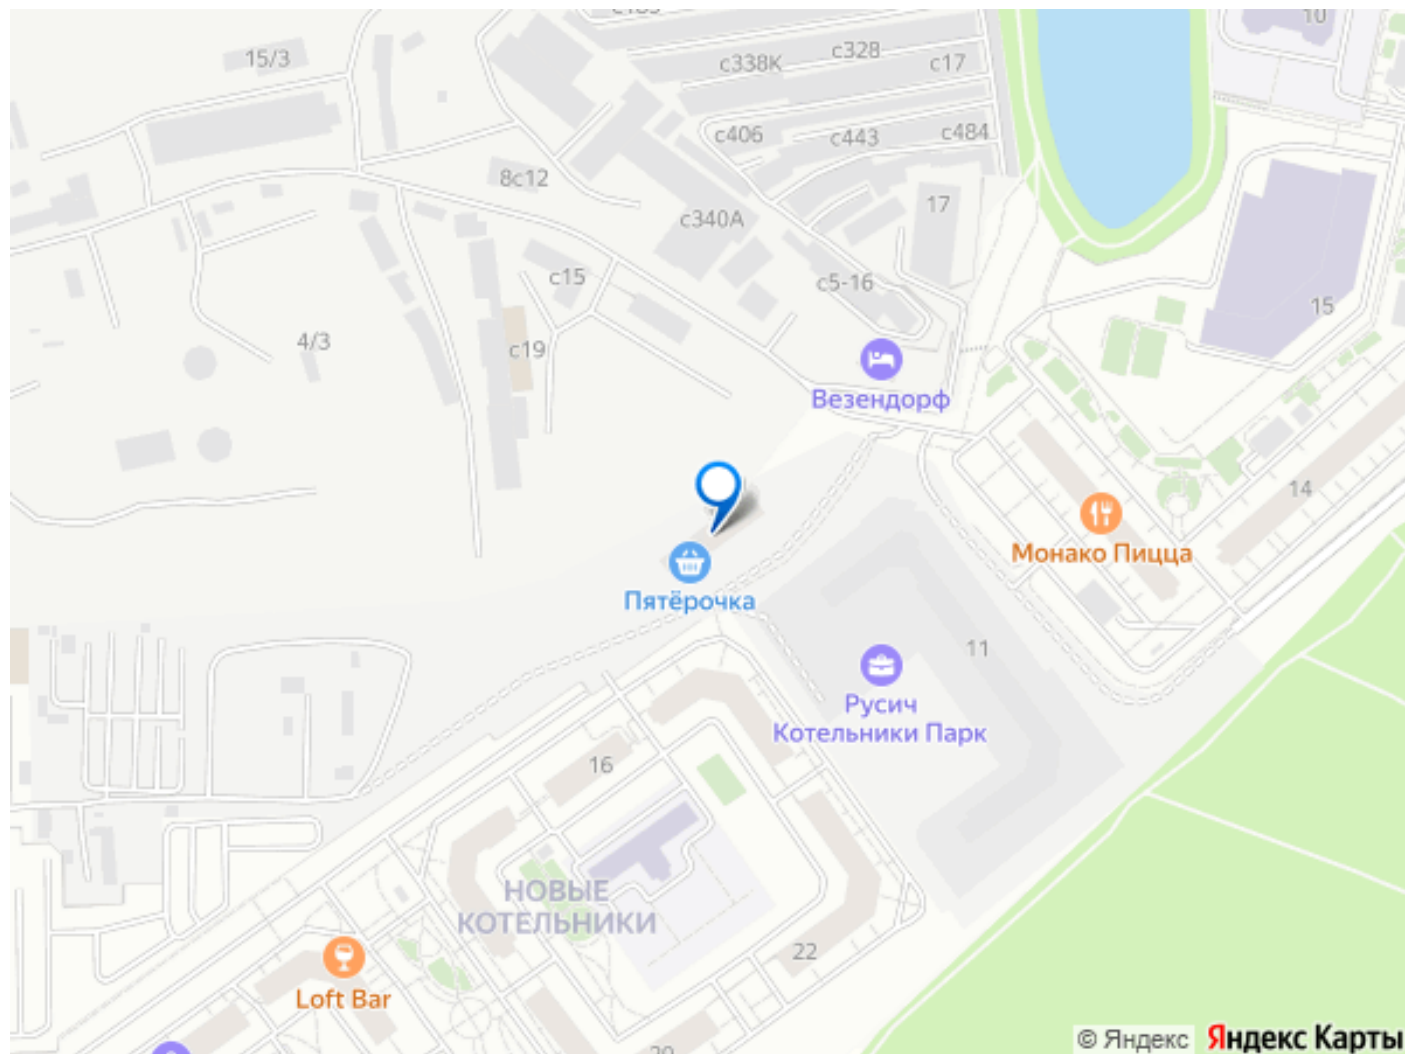 10
15/3
с328
с338К
с17
с406
с443
с484
8с12
17
с340А
с15
с5-16
15
4/3
с19
Везендорф
14
Монако Пицца
Пятёрочка
11
Русич
Котельники Парк
16
НОВЫЕ
КОТЕЛЬНИКИ
22
Loft Bar
© Яндекс Яндекс Карты